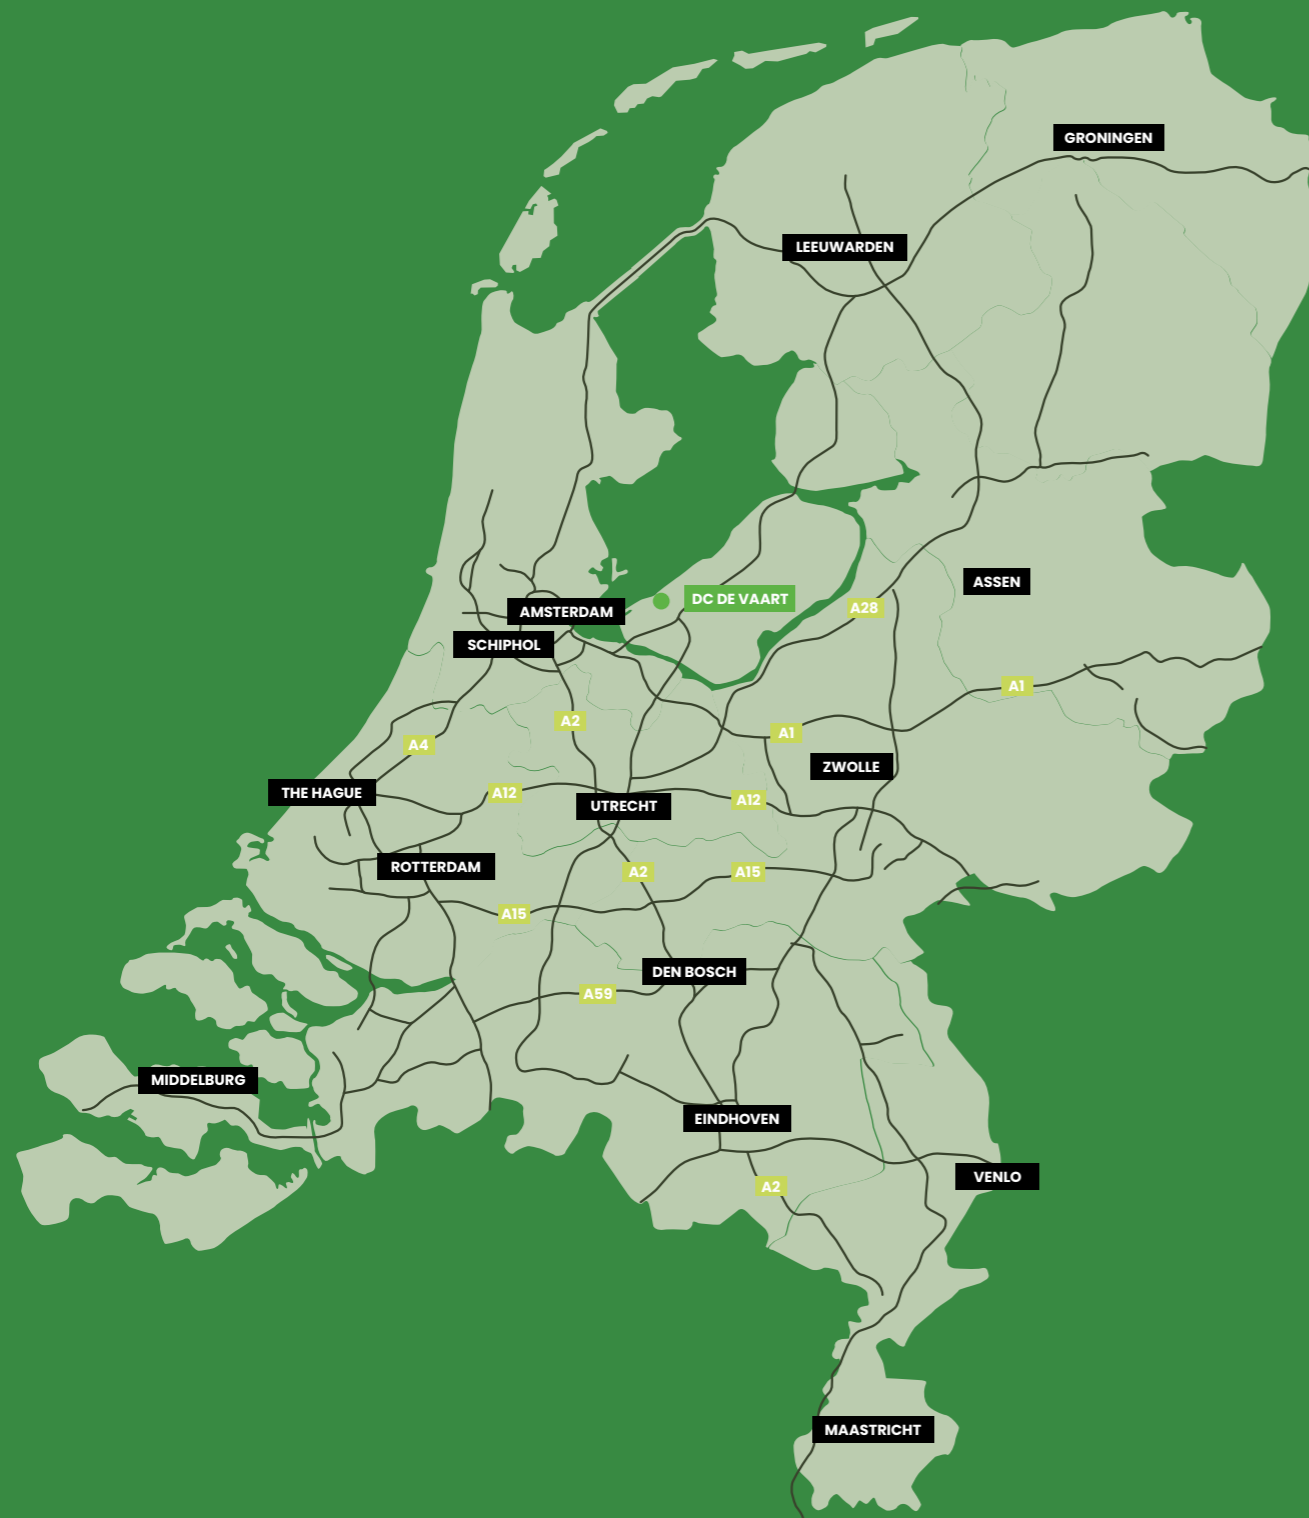 GRONINGEN
LEEUWARDEN
ASSEN
DC DE VAART
A28
AMSTERDAM
SCHIPHOL
A1
A2
A1
A4
ZWOLLE
THE HAGUE
A12
A12
UTRECHT
ROTTERDAM
A2
A15
A15
DEN BOSCH
A59
MIDDELBURG
EINDHOVEN
VENLO
A2
MAASTRICHT